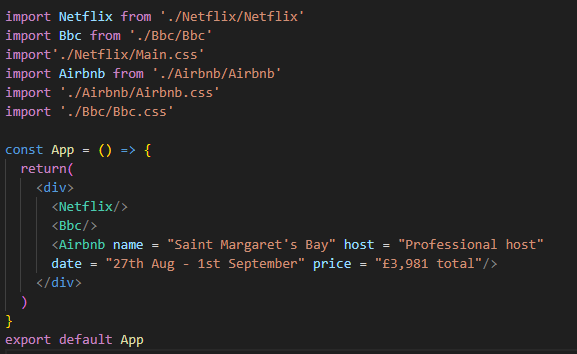 import Netflix from './Netflix/Netflix'
import Bbc from './Bbc/Bbc'
import'./Netflix/Main.css'
import Airbnb from './Airbnb/Airbnb'
import './Airbnb/Airbnb.css'
import './Bbc/Bbc.css'

const App = () => {
  return(
    <div>
      <Netflix/>
      <Bbc/>
      <Airbnb name = "Saint Margaret's Bay" host = "Professional host"
      date = "27th Aug - 1st September" price = "£3,981 total"/>
    </div>
  )
}
export default App